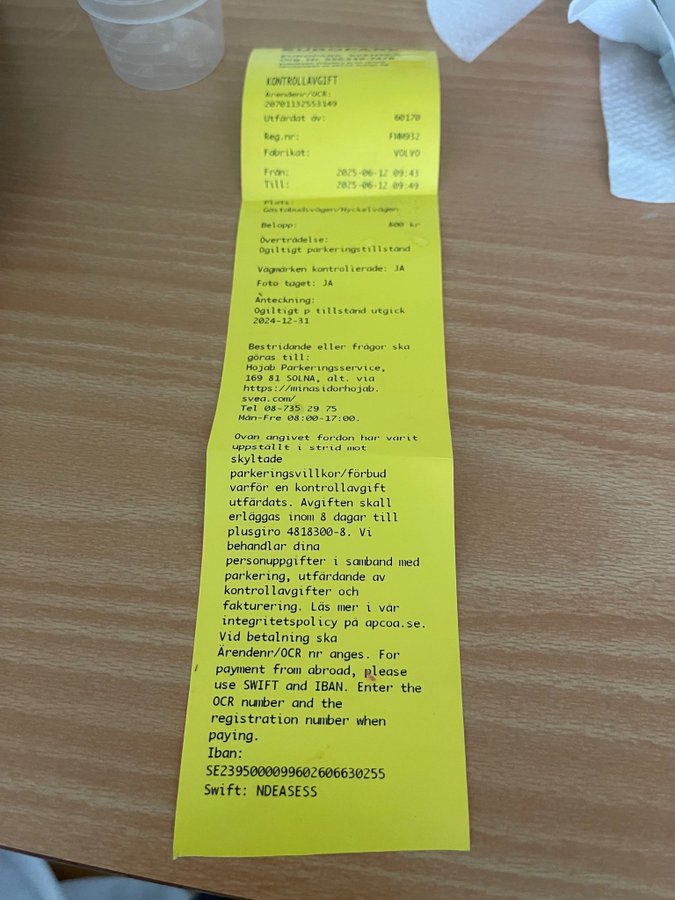 KONTROLLAVGIFT
Ärendenr/OCR:
20701132553149
Utfärdat av: 60170
Reg.nr: FWM932
Fabrikat: VOLVO
Från: 2025-06-12 09:43
Till: 2025-06-12 09:49
Plats:
Gästabudsvägen/Nyckelvägen
Belopp: 800 kr
Överträdelse:
Ogiltigt parkeringstillstånd
Vägmärken kontrollerade: JA
Foto taget: JA
Anteckning:
Ogiltigt p tillstånd utgick
2024-12-31
Bestridande eller frågor ska
göras till:
Hojab Parkeringsservice,
169 81 SOLNA, alt. via
https://minasidorhojab.
svea.com/
Tel 08-735 29 75
Mån-Fre 08:00-17:00.
Ovan angivet fordon har varit
uppställt i strid mot
skyltade
parkeringsvillkor/förbud
varför en kontrollavgift
utfärdats. Avgiften skall
erläggas inom 8 dagar till
plusgiro 4818300-8. Vi
behandlar dina
personuppgifter i samband med
parkering, utfärdande av
kontrollavgifter och
fakturering. Läs mer i vår
integritetspolicy på apcoa.se.
Vid betalning ska
Ärendenr/OCR nr anges. For
payment from abroad, please
use SWIFT and IBAN. Enter the
OCR number and the
registration number when
paying.
Iban:
SE2395000099602606630255
Swift: NDEASESS